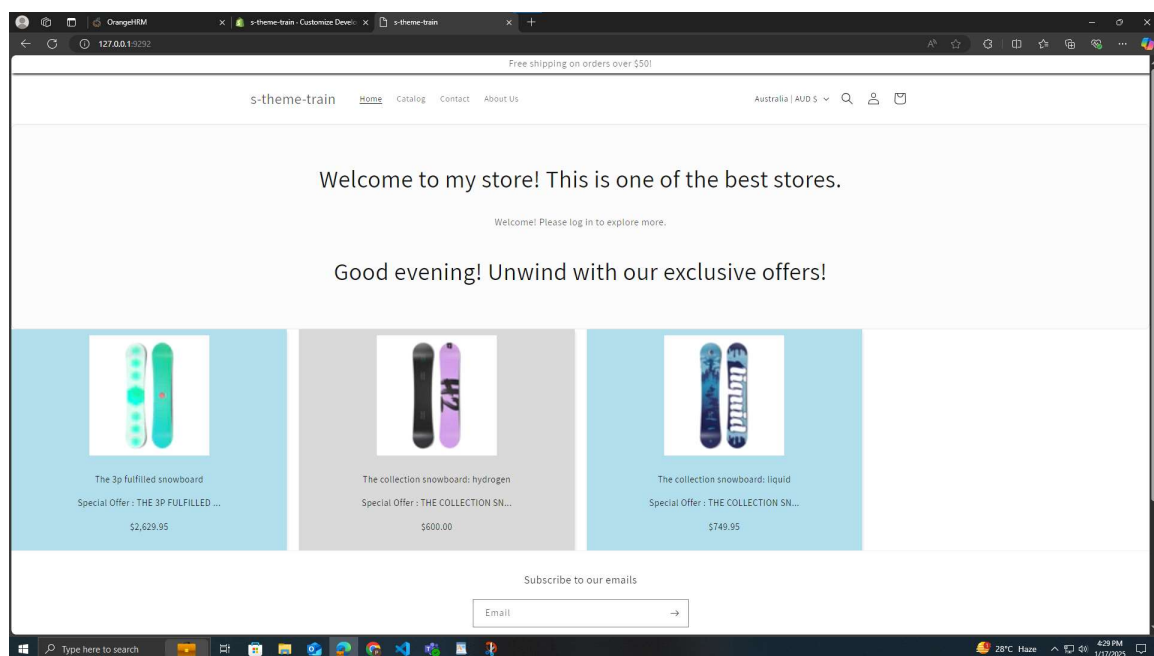 OrangeHRM
s-theme-train - Customize Develo
s-theme-train
127.0.0.1:9292
Free shipping on orders over $50!
s-theme-train
Home
Catalog
Contact
About Us
Australia | AUD $
Welcome to my store! This is one of the best stores.
Welcome! Please log in to explore more.
Good evening! Unwind with our exclusive offers!
H2
liquid
The 3p fulfilled snowboard
Special Offer : THE 3P FULFILLED ...
$2,629.95
The collection snowboard: hydrogen
Special Offer : THE COLLECTION SN...
$600.00
The collection snowboard: liquid
Special Offer : THE COLLECTION SN...
$749.95
Subscribe to our emails
Email
Type here to search
28°C Haze
4:29 PM
1/17/2025